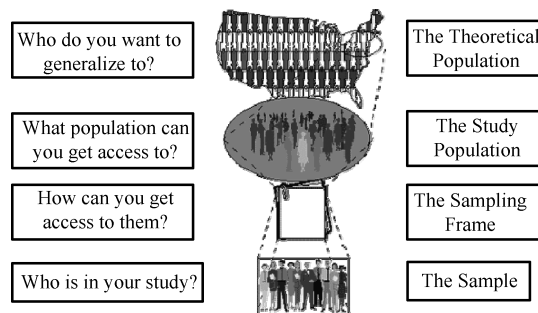 Who do you want to
generalize to?
The Theoretical
Population
What population can
you get access to?
The Study
Population
How can you get
access to them?
The Sampling
Frame
Who is in your study?
The Sample